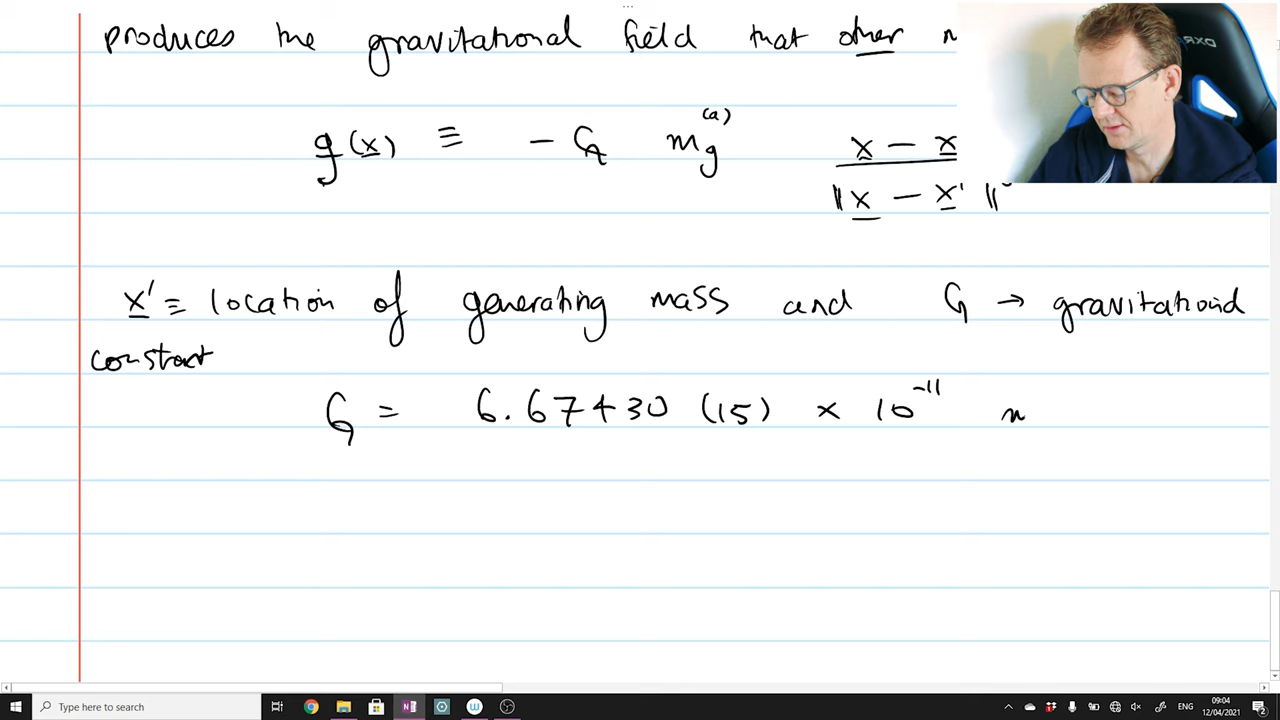 produces the gravitational field that other
g(x) ≡ - G m_g^(a) x - x
‖x - x'‖
x' ≡ location of generating mass and G → gravitational
constant
G = 6.67430 (15) × 10^-11 m
Type here to search
ENG
09:04
12/04/2021